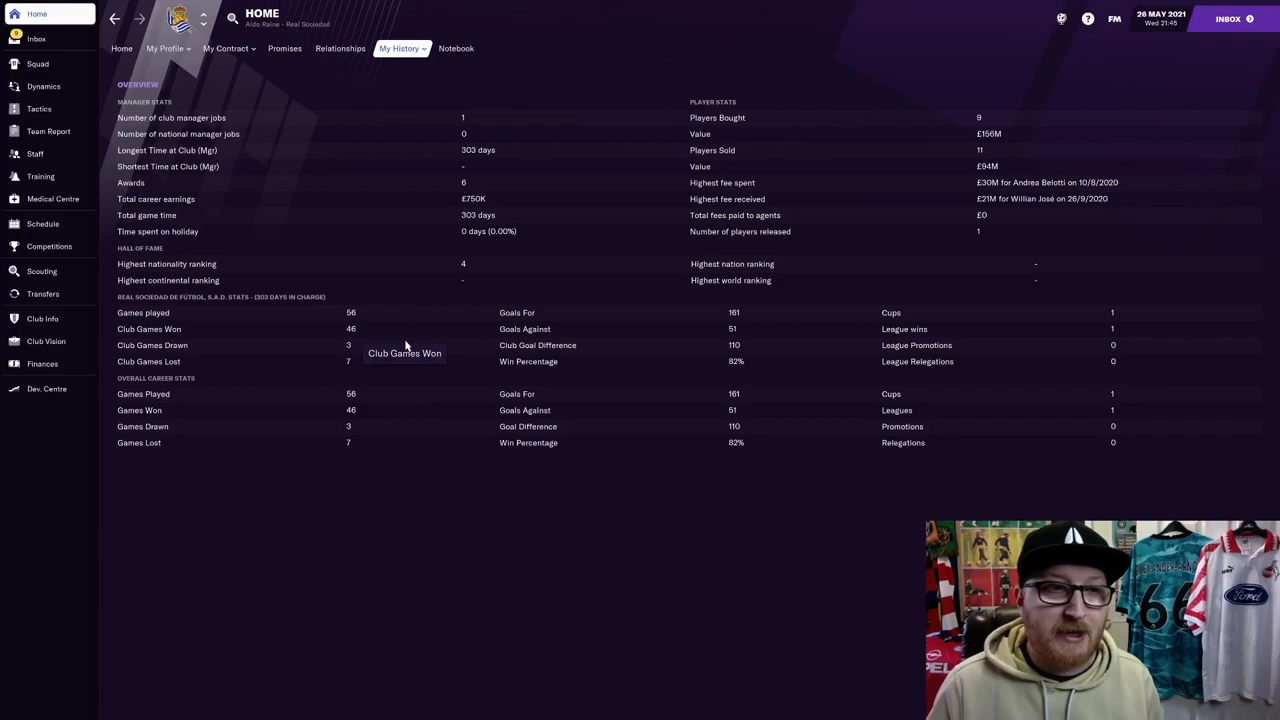 Home
HOME
Aldo Raine - Real Sociedad
FM
26 MAY 2021
Wed 21:45
INBOX
9
Inbox
Squad
Dynamics
Tactics
Team Report
Staff
Training
Medical Centre
Schedule
Competitions
Scouting
Transfers
Club Info
Club Vision
Finances
Dev. Centre
Home My Profile My Contract Promises Relationships My History Notebook
OVERVIEW
MANAGER STATS
Number of club manager jobs 1
Number of national manager jobs 0
Longest Time at Club (Mgr) 303 days
Shortest Time at Club (Mgr) -
Awards 6
Total career earnings £750K
Total game time 303 days
Time spent on holiday 0 days (0.00%)
PLAYER STATS
Players Bought 9
Value £156M
Players Sold 11
Value £94M
Highest fee spent £30M for Andrea Belotti on 10/8/2020
Highest fee received £21M for Willian José on 26/9/2020
Total fees paid to agents £0
Number of players released 1
HALL OF FAME
Highest nationality ranking 4 Highest nation ranking -
Highest continental ranking - Highest world ranking -
REAL SOCIEDAD DE FÚTBOL, S.A.D. STATS - (303 DAYS IN CHARGE)
Games played 56 Goals For 161 Cups 1
Club Games Won 46 Goals Against 51 League wins 1
Club Games Drawn 3 Club Goal Difference 110 League Promotions 0
Club Games Won
Club Games Lost 7 Win Percentage 82% League Relegations 0
OVERALL CAREER STATS
Games Played 56 Goals For 161 Cups 1
Games Won 46 Goals Against 51 Leagues 1
Games Drawn 3 Goal Difference 110 Promotions 0
Games Lost 7 Win Percentage 82% Relegations 0
66
Ford